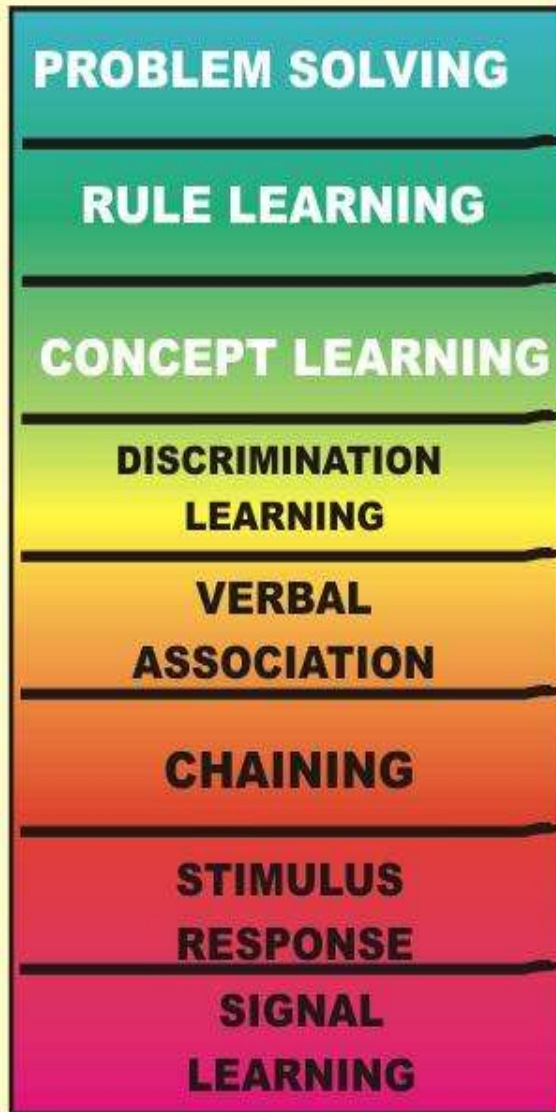 PROBLEM SOLVING
RULE LEARNING
CONCEPT LEARNING
DISCRIMINATION
LEARNING
VERBAL
ASSOCIATION
CHAINING
STIMULUS
RESPONSE
SIGNAL
LEARNING